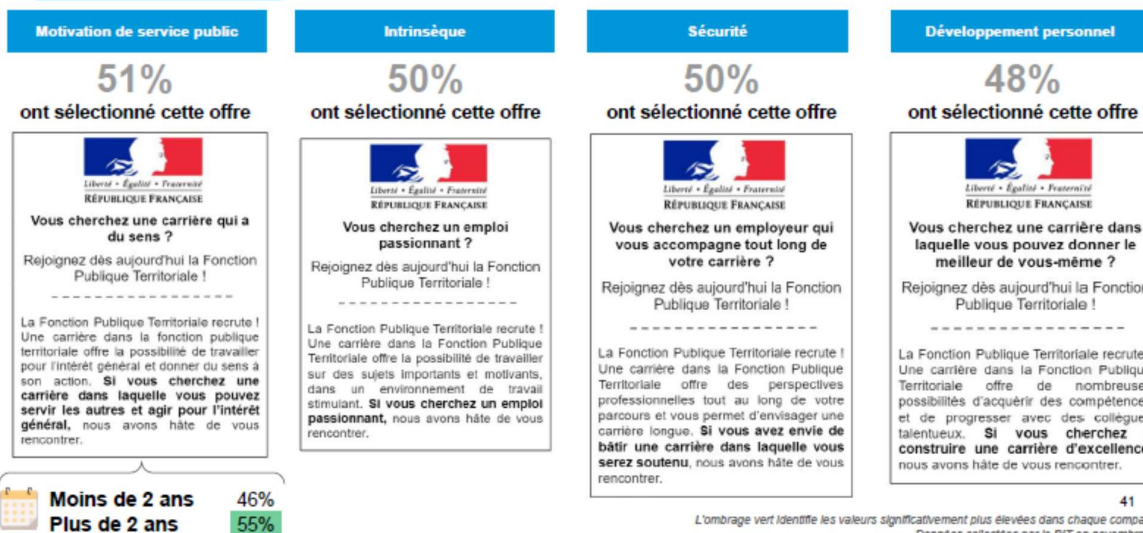 Motivation de service public
51%
ont sélectionné cette offre
Liberté • Égalité • Fraternité
RÉPUBLIQUE FRANÇAISE
Vous cherchez une carrière qui a
du sens ?
Rejoignez dès aujourd'hui la Fonction
Publique Territoriale !
La Fonction Publique Territoriale recrute !
Une carrière dans la fonction publique
territoriale offre la possibilité de travailler
pour l'intérêt général et donner du sens à
son action. Si vous cherchez une
carrière dans laquelle vous pouvez
servir les autres et agir pour l'intérêt
général, nous avons hâte de vous
rencontrer.
Moins de 2 ans 46%
Plus de 2 ans 55%
Intrinsèque
50%
ont sélectionné cette offre
Liberté • Égalité • Fraternité
RÉPUBLIQUE FRANÇAISE
Vous cherchez un emploi
passionnant ?
Rejoignez dès aujourd'hui la Fonction
Publique Territoriale !
La Fonction Publique Territoriale recrute !
Une carrière dans la Fonction Publique
Territoriale offre la possibilité de travailler
sur des sujets importants et motivants,
dans un environnement de travail
stimulant. Si vous cherchez un emploi
passionnant, nous avons hâte de vous
rencontrer.
Sécurité
50%
ont sélectionné cette offre
Liberté • Égalité • Fraternité
RÉPUBLIQUE FRANÇAISE
Vous cherchez un employeur qui
vous accompagne tout long de
votre carrière ?
Rejoignez dès aujourd'hui la Fonction
Publique Territoriale !
La Fonction Publique Territoriale recrute !
Une carrière dans la Fonction Publique
Territoriale offre des perspectives
professionnelles tout au long de votre
parcours et vous permet d'envisager une
carrière longue. Si vous avez envie de
bâtir une carrière dans laquelle vous
serez soutenu, nous avons hâte de vous
rencontrer.
Développement personnel
48%
ont sélectionné cette offre
Liberté • Égalité • Fraternité
RÉPUBLIQUE FRANÇAISE
Vous cherchez une carrière dans
laquelle vous pouvez donner le
meilleur de vous-même ?
Rejoignez dès aujourd'hui la Fonction
Publique Territoriale !
La Fonction Publique Territoriale recrute
Une carrière dans la Fonction Publique
Territoriale offre de nombreuse
possibilités d'acquérir des compétence
et de progresser avec des collègue
talentueux. Si vous cherchez
construire une carrière d'excellence
nous avons hâte de vous rencontrer.
41
L'ombrage vert identifie les valeurs significativement plus élevées dans chaque compa